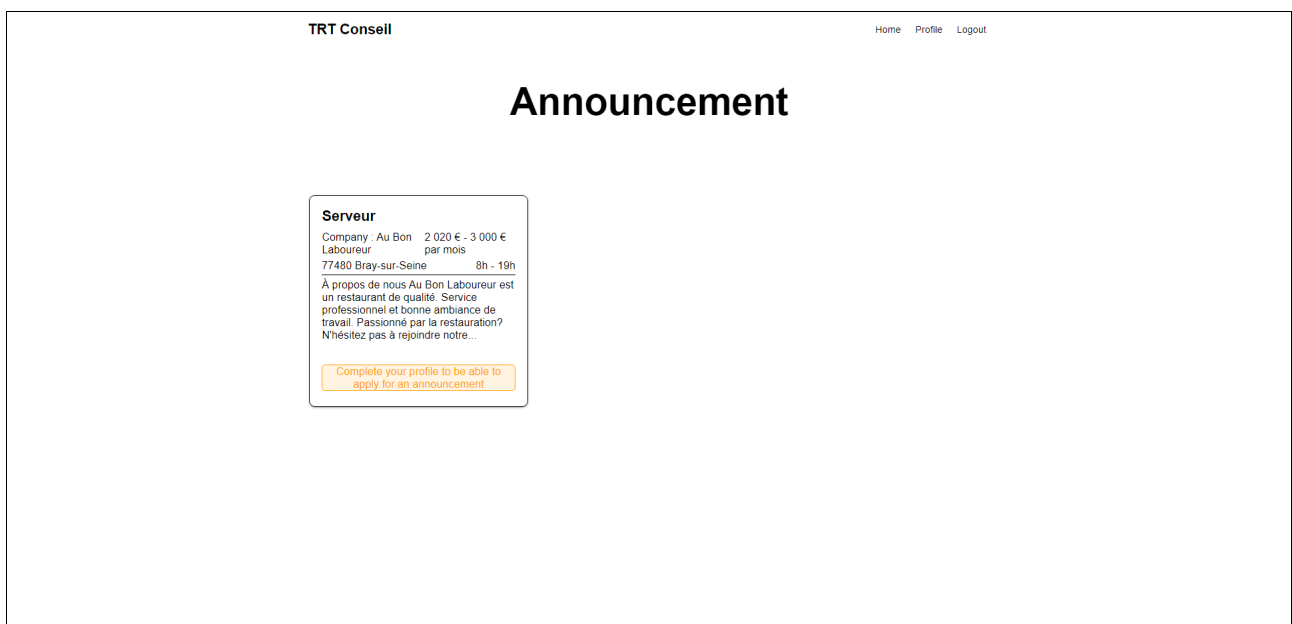 TRT Conseil
Home Profile Logout
Announcement
Serveur
Company : Au Bon Laboureur
2 020 € - 3 000 € par mois
77480 Bray-sur-Seine 8h - 19h
À propos de nous Au Bon Laboureur est
un restaurant de qualité. Service
professionnel et bonne ambiance de
travail. Passionné par la restauration?
N'hésitez pas à rejoindre notre...
Complete your profile to be able to
apply for an announcement